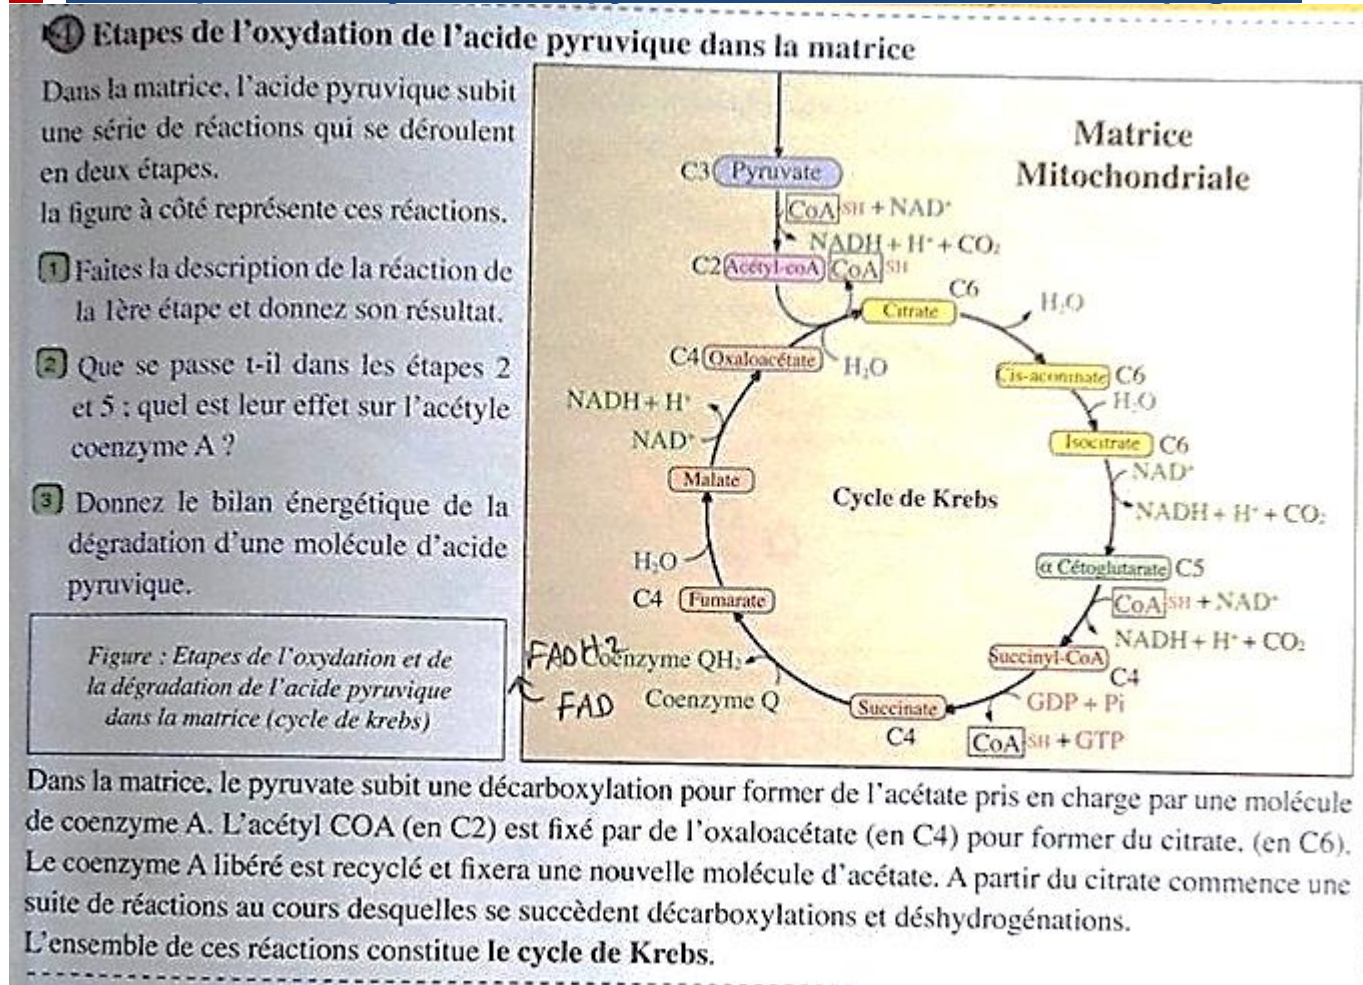 1 Etapes de l'oxydation de l'acide pyruvique dans la matrice
Dans la matrice, l'acide pyruvique subit
une série de réactions qui se déroulent
en deux étapes.
la figure à côté représente ces réactions.
1 Faites la description de la réaction de
la 1ère étape et donnez son résultat.
2 Que se passe t-il dans les étapes 2
et 5 ; quel est leur effet sur l'acétyle
coenzyme A ?
3 Donnez le bilan énergétique de la
dégradation d'une molécule d'acide
pyruvique.
Figure : Etapes de l'oxydation et de
la dégradation de l'acide pyruvique
dans la matrice (cycle de krebs)
Matrice
Mitochondriale
C3 Pyruvate
CoA SH + NAD⁺
NADH + H⁺ + CO₂
C2 Acétyl-coA CoA SH
C6
Citrate
H₂O
C4 Oxaloacétate
H₂O
Cis-aconitate C6
H₂O
NADH + H⁺
NAD⁺
Isocitrate C6
NAD⁺
Malate
Cycle de Krebs
NADH + H⁺ + CO₂
H₂O
α Cétoglutarate C5
C4 Fumarate
CoA SH + NAD⁺
NADH + H⁺ + CO₂
FADH2
Coenzyme QH₂
Succinyl-CoA
C4
FAD
Coenzyme Q
GDP + Pi
Succinate
C4
CoA SH + GTP
Dans la matrice, le pyruvate subit une décarboxylation pour former de l'acétate pris en charge par une molécule
de coenzyme A. L'acétyl COA (en C2) est fixé par de l'oxaloacétate (en C4) pour former du citrate. (en C6).
Le coenzyme A libéré est recyclé et fixera une nouvelle molécule d'acétate. A partir du citrate commence une
suite de réactions au cours desquelles se succèdent décarboxylations et déshydrogénations.
L'ensemble de ces réactions constitue le cycle de Krebs.